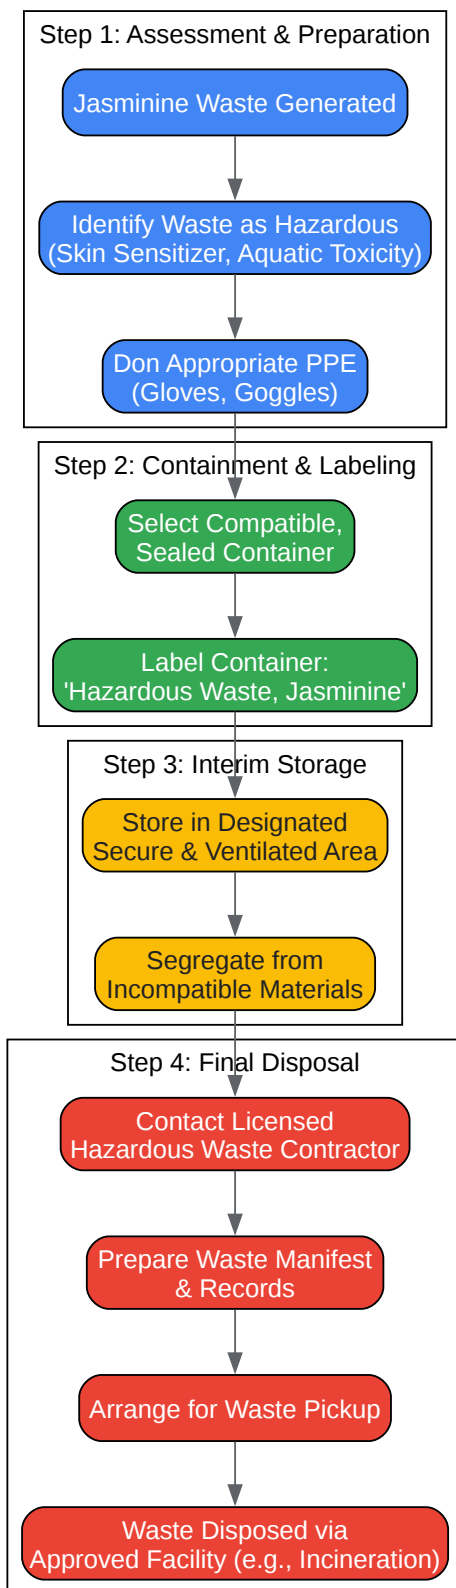 Step 1: Assessment & Preparation
Jasminine Waste Generated
Identify Waste as Hazardous
(Skin Sensitizer, Aquatic Toxicity)
Don Appropriate PPE
(Gloves, Goggles)
Step 2: Containment & Labeling
Select Compatible,
Sealed Container
Label Container:
'Hazardous Waste, Jasminine'
Step 3: Interim Storage
Store in Designated
Secure & Ventilated Area
Segregate from
Incompatible Materials
Step 4: Final Disposal
Contact Licensed
Hazardous Waste Contractor
Prepare Waste Manifest
& Records
Arrange for Waste Pickup
Waste Disposed via
Approved Facility (e.g., Incineration)